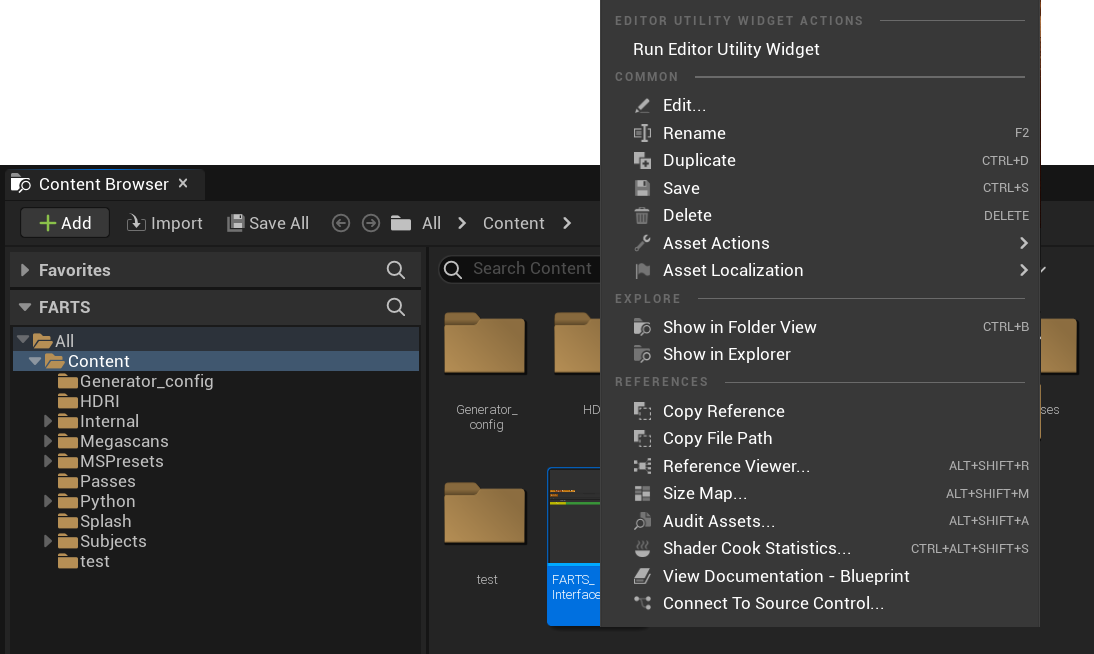 EDITOR UTILITY WIDGET ACTIONS
Run Editor Utility Widget
COMMON
Edit...
Rename F2
Duplicate CTRL+D
Save CTRL+S
Delete DELETE
Asset Actions
Asset Localization
EXPLORE
Show in Folder View CTRL+B
Show in Explorer
REFERENCES
Copy Reference
Copy File Path
Reference Viewer... ALT+SHIFT+R
Size Map... ALT+SHIFT+M
Audit Assets... ALT+SHIFT+A
Shader Cook Statistics... CTRL+ALT+SHIFT+S
View Documentation - Blueprint
Connect To Source Control...
Content Browser
Add Import Save All All Content
Favorites
FARTS
All
Content
Generator_config
HDRI
Internal
Megascans
MSPresets
Passes
Python
Splash
Subjects
test
Search Content
Generator_
config
HD
ses
test
FARTS_
Interface